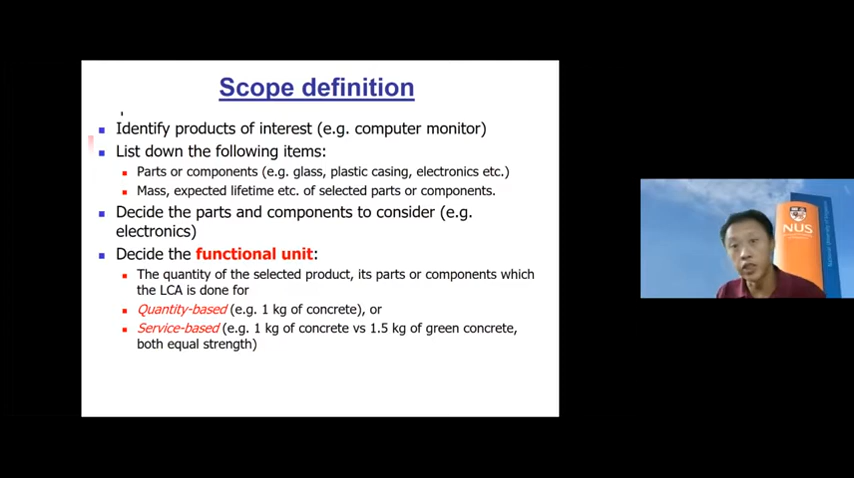 Scope definition
Identify products of interest (e.g. computer monitor)
List down the following items:
Parts or components (e.g. glass, plastic casing, electronics etc.)
Mass, expected lifetime etc. of selected parts or components.
Decide the parts and components to consider (e.g.
electronics)
Decide the functional unit:
The quantity of the selected product, its parts or components which
the LCA is done for
Quantity-based (e.g. 1 kg of concrete), or
Service-based (e.g. 1 kg of concrete vs 1.5 kg of green concrete,
both equal strength)
NUS